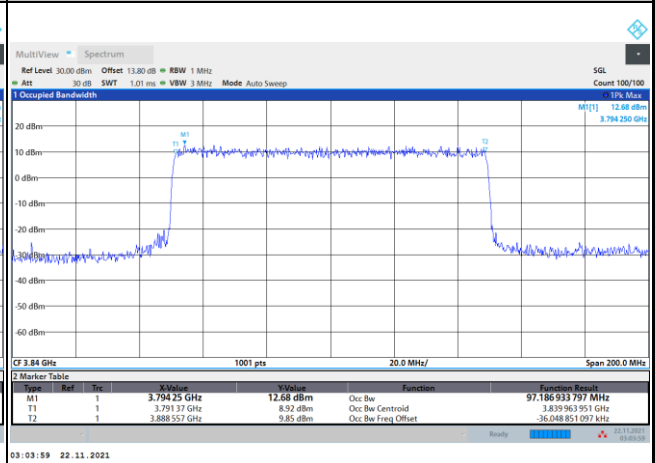 MultiView Spectrum
Ref Level 30.00 dBm Offset 13.80 dB RBW 1 MHz SGL
Att 30 dB SWT 1.01 ms VBW 3 MHz Mode Auto Sweep Count 100/100
1 Occupied Bandwidth 1Pk Max
M1[1] 12.68 dBm
3.794 250 GHz
20 dBm
M1
T1
T2
10 dBm
0 dBm
-10 dBm
-20 dBm
-30 dBm
-40 dBm
-50 dBm
-60 dBm
CF 3.84 GHz 1001 pts 20.0 MHz/ Span 200.0 MHz
2 Marker Table
Type Ref Trc X-Value Y-Value Function Function Result
M1 1 3.794 25 GHz 12.68 dBm Occ Bw 97.186 933 797 MHz
T1 1 3.791 37 GHz 8.92 dBm Occ Bw Centroid 3.839 963 951 GHz
T2 1 3.888 557 GHz 9.85 dBm Occ Bw Freq Offset -36.048 851 097 kHz
Ready 22.11.2021
03:03:59
03:03:59 22.11.2021